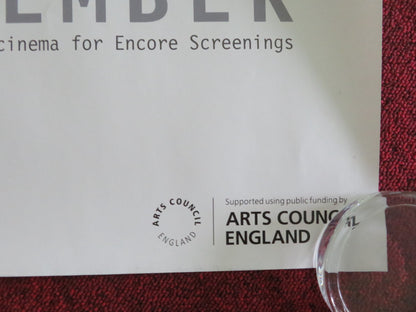 EMBER
cinema for Encore Screenings
ARTS COUNCIL
ENGLAND
Supported using public funding by
ARTS COUNCIL
ENGLAND